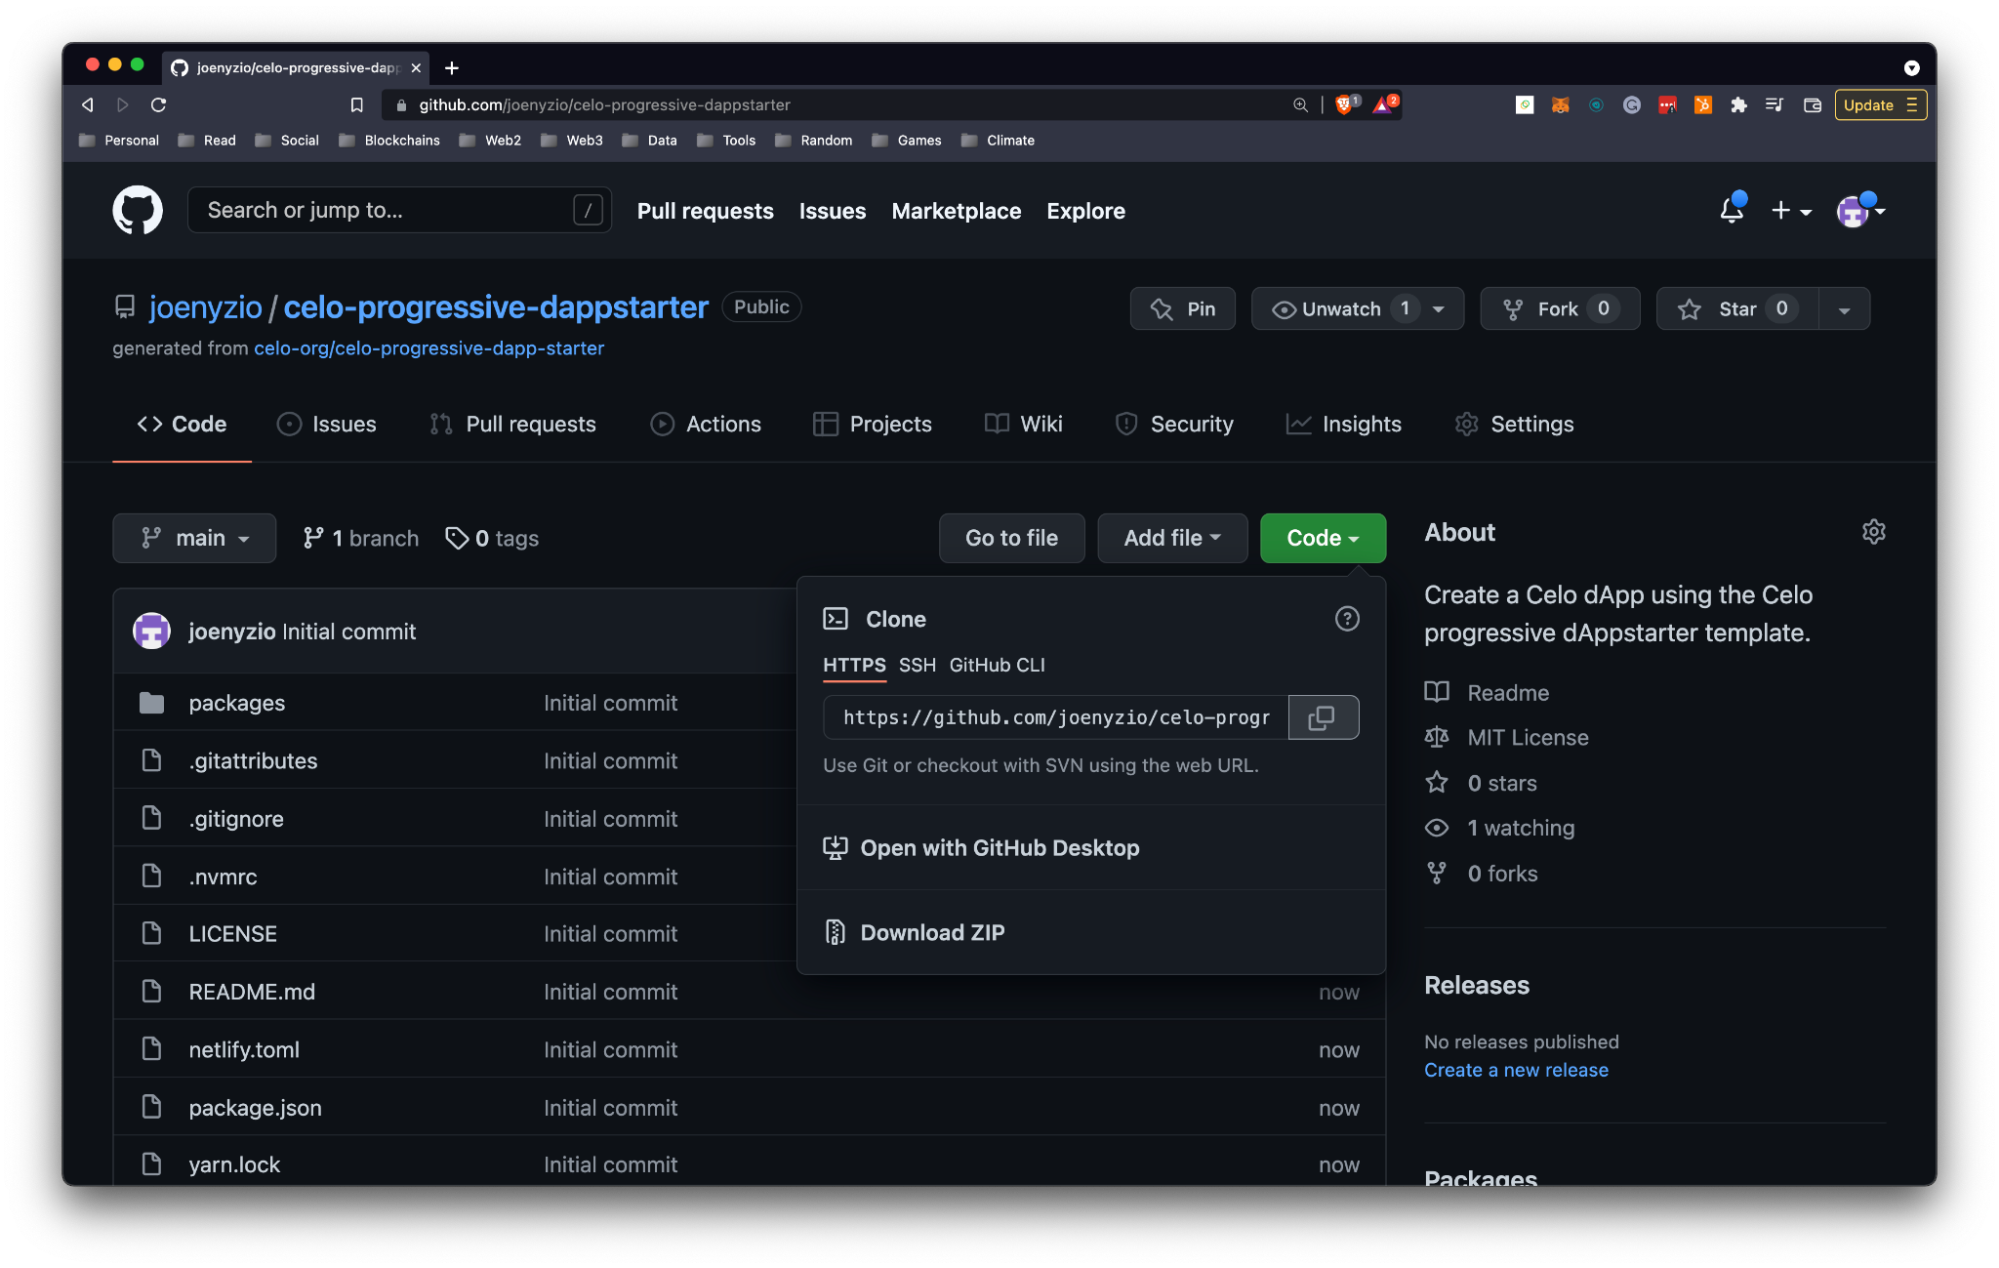 joenyzio/celo-progressive-dapp
github.com/joenyzio/celo-progressive-dappstarter
1
2
Update
Personal
Read
Social
Blockchains
Web2
Web3
Data
Tools
Random
Games
Climate
Search or jump to...
/
Pull requests
Issues
Marketplace
Explore
joenyzio / celo-progressive-dappstarter
Public
Pin
Unwatch 1
Fork 0
Star 0
generated from celo-org/celo-progressive-dapp-starter
Code
Issues
Pull requests
Actions
Projects
Wiki
Security
Insights
Settings
main
1 branch
0 tags
Go to file
Add file
Code
joenyzio Initial commit
packages Initial commit
.gitattributes Initial commit
.gitignore Initial commit
.nvmrc Initial commit
LICENSE Initial commit
README.md Initial commit now
netlify.toml Initial commit now
package.json Initial commit now
yarn.lock Initial commit now
Clone
HTTPS SSH GitHub CLI
https://github.com/joenyzio/celo-progr
Use Git or checkout with SVN using the web URL.
Open with GitHub Desktop
Download ZIP
About
Create a Celo dApp using the Celo
progressive dAppstarter template.
Readme
MIT License
0 stars
1 watching
0 forks
Releases
No releases published
Create a new release
Packages